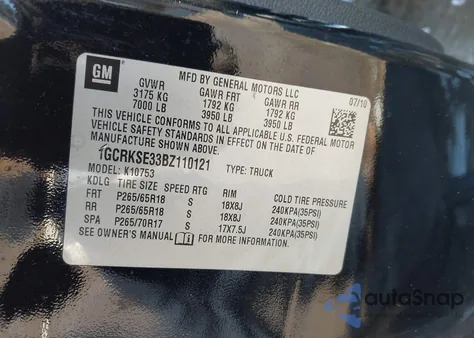 GM
MFD BY GENERAL MOTORS LLC
07/10
GVWR GAWR FRT GAWR RR
3175 KG 1792 KG 1792 KG
7000 LB 3950 LB 3950 LB
THIS VEHICLE CONFORMS TO ALL APPLICABLE U.S. FEDERAL MOTOR
VEHICLE SAFETY STANDARDS IN EFFECT ON THE DATE OF
MANUFACTURE SHOWN ABOVE.
1GCRKSE33BZ110121 TYPE: TRUCK
MODEL: K10753
KDLG TIRE SIZE SPEED RTG RIM COLD TIRE PRESSURE
FRT P265/65R18 S 18X8J 240KPA(35PSI)
RR P265/65R18 S 18X8J 240KPA(35PSI)
SPA P265/70R17 S 17X7.5J 240KPA(35PSI)
SEE OWNER'S MANUAL FOR MORE INFORMATION.
autoSnap